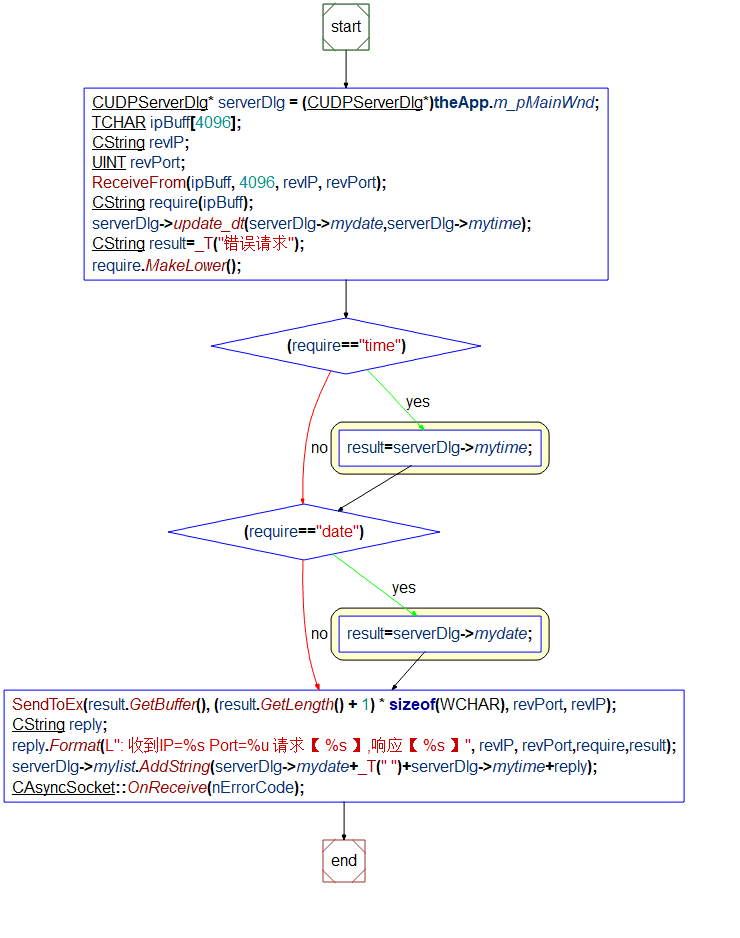 start
CUDPServerDlg* serverDlg = (CUDPServerDlg*)theApp.m_pMainWnd;
TCHAR ipBuff[4096];
CString revIP;
UINT revPort;
ReceiveFrom(ipBuff, 4096, revIP, revPort);
CString require(ipBuff);
serverDlg->update_dt(serverDlg->mydate,serverDlg->mytime);
CString result=_T("错误请求");
require.MakeLower();
(require=="time")
yes
no
result=serverDlg->mytime;
(require=="date")
yes
no
result=serverDlg->mydate;
SendToEx(result.GetBuffer(), (result.GetLength() + 1) * sizeof(WCHAR), revPort, revIP);
CString reply;
reply.Format(L": 收到IP=%s Port=%u 请求【 %s 】,响应【 %s 】", revIP, revPort,require,result);
serverDlg->mylist.AddString(serverDlg->mydate+_T(" ")+serverDlg->mytime+reply);
CAsyncSocket::OnReceive(nErrorCode);
end